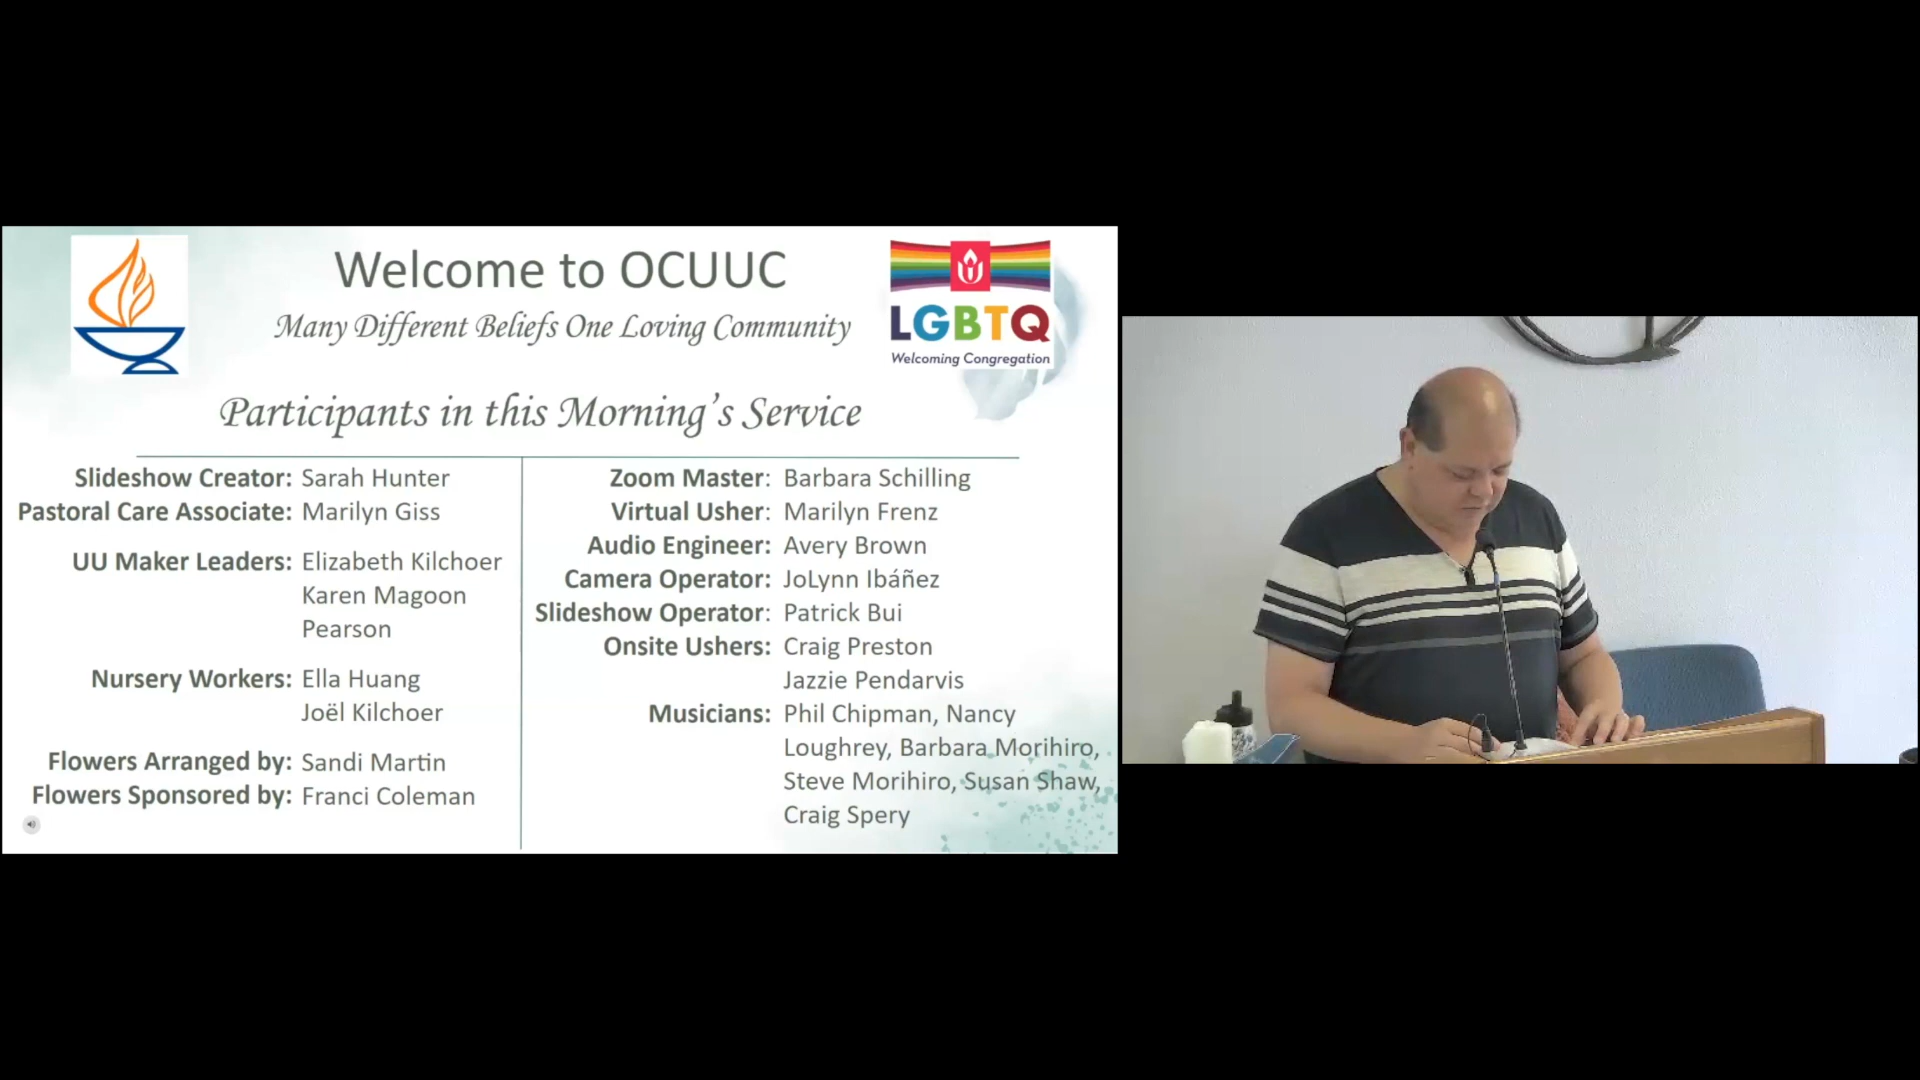 Welcome to OCUUC
Many Different Beliefs One Loving Community
LGBTQ
Welcoming Congregation
Participants in this Morning's Service
Slideshow Creator: Sarah Hunter
Pastoral Care Associate: Marilyn Giss
UU Maker Leaders: Elizabeth Kilchoer
Karen Magoon
Pearson
Nursery Workers: Ella Huang
Joël Kilchoer
Flowers Arranged by: Sandi Martin
Flowers Sponsored by: Franci Coleman
Zoom Master: Barbara Schilling
Virtual Usher: Marilyn Frenz
Audio Engineer: Avery Brown
Camera Operator: JoLynn Ibáñez
Slideshow Operator: Patrick Bui
Onsite Ushers: Craig Preston
Jazzie Pendarvis
Musicians: Phil Chipman, Nancy
Loughrey, Barbara Morihiro,
Steve Morihiro, Susan Shaw,
Craig Spery